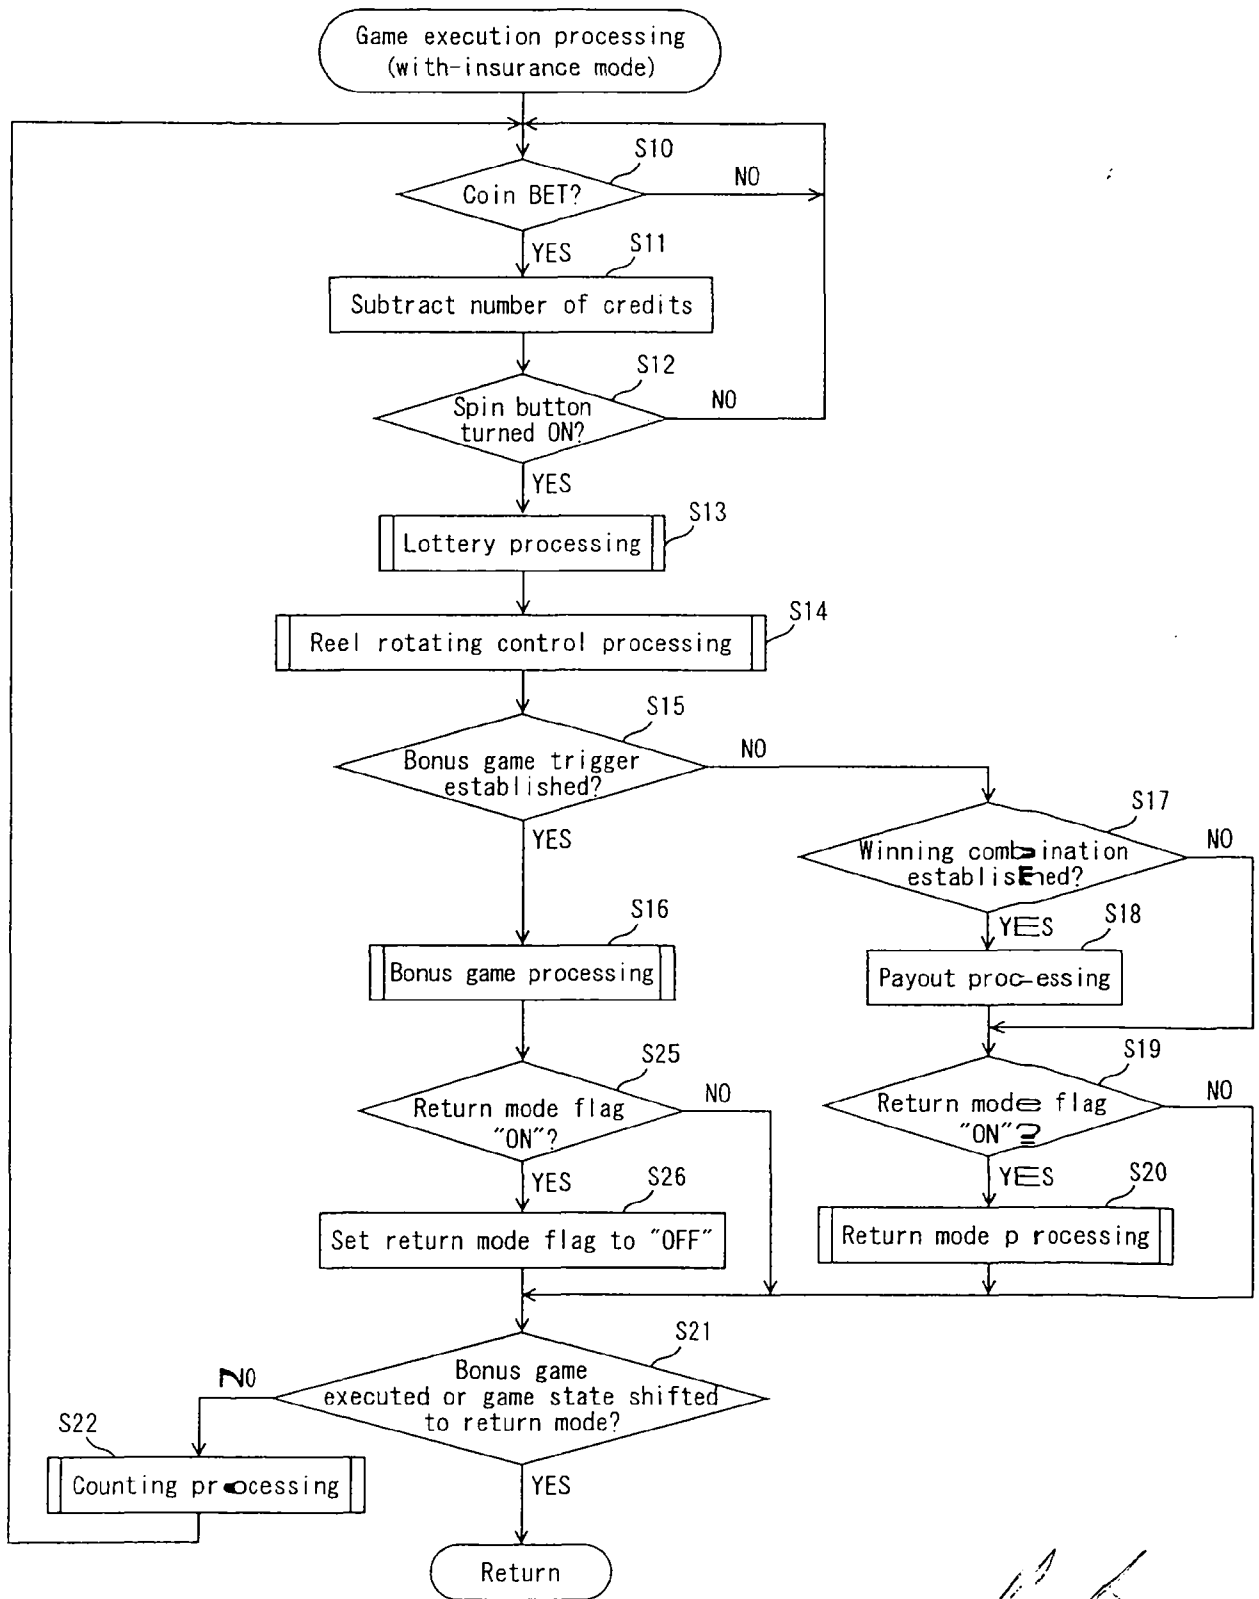 Game execution processing
(with-insurance mode)
S10
Coin BET?
NO
YES
S11
Subtract number of credits
S12
Spin button
turned ON?
NO
YES
S13
Lottery processing
S14
Reel rotating control processing
S15
Bonus game trigger
established?
NO
YES
S17
Winning combination
established?
NO
YES
S18
Payout processing
S16
Bonus game processing
S25
Return mode flag
"ON"?
NO
YES
S19
Return mode flag
"ON"?
NO
YES
S26
Set return mode flag to "OFF"
S20
Return mode processing
S21
Bonus game
executed or game state shifted
to return mode?
NO
YES
S22
Counting processing
Return